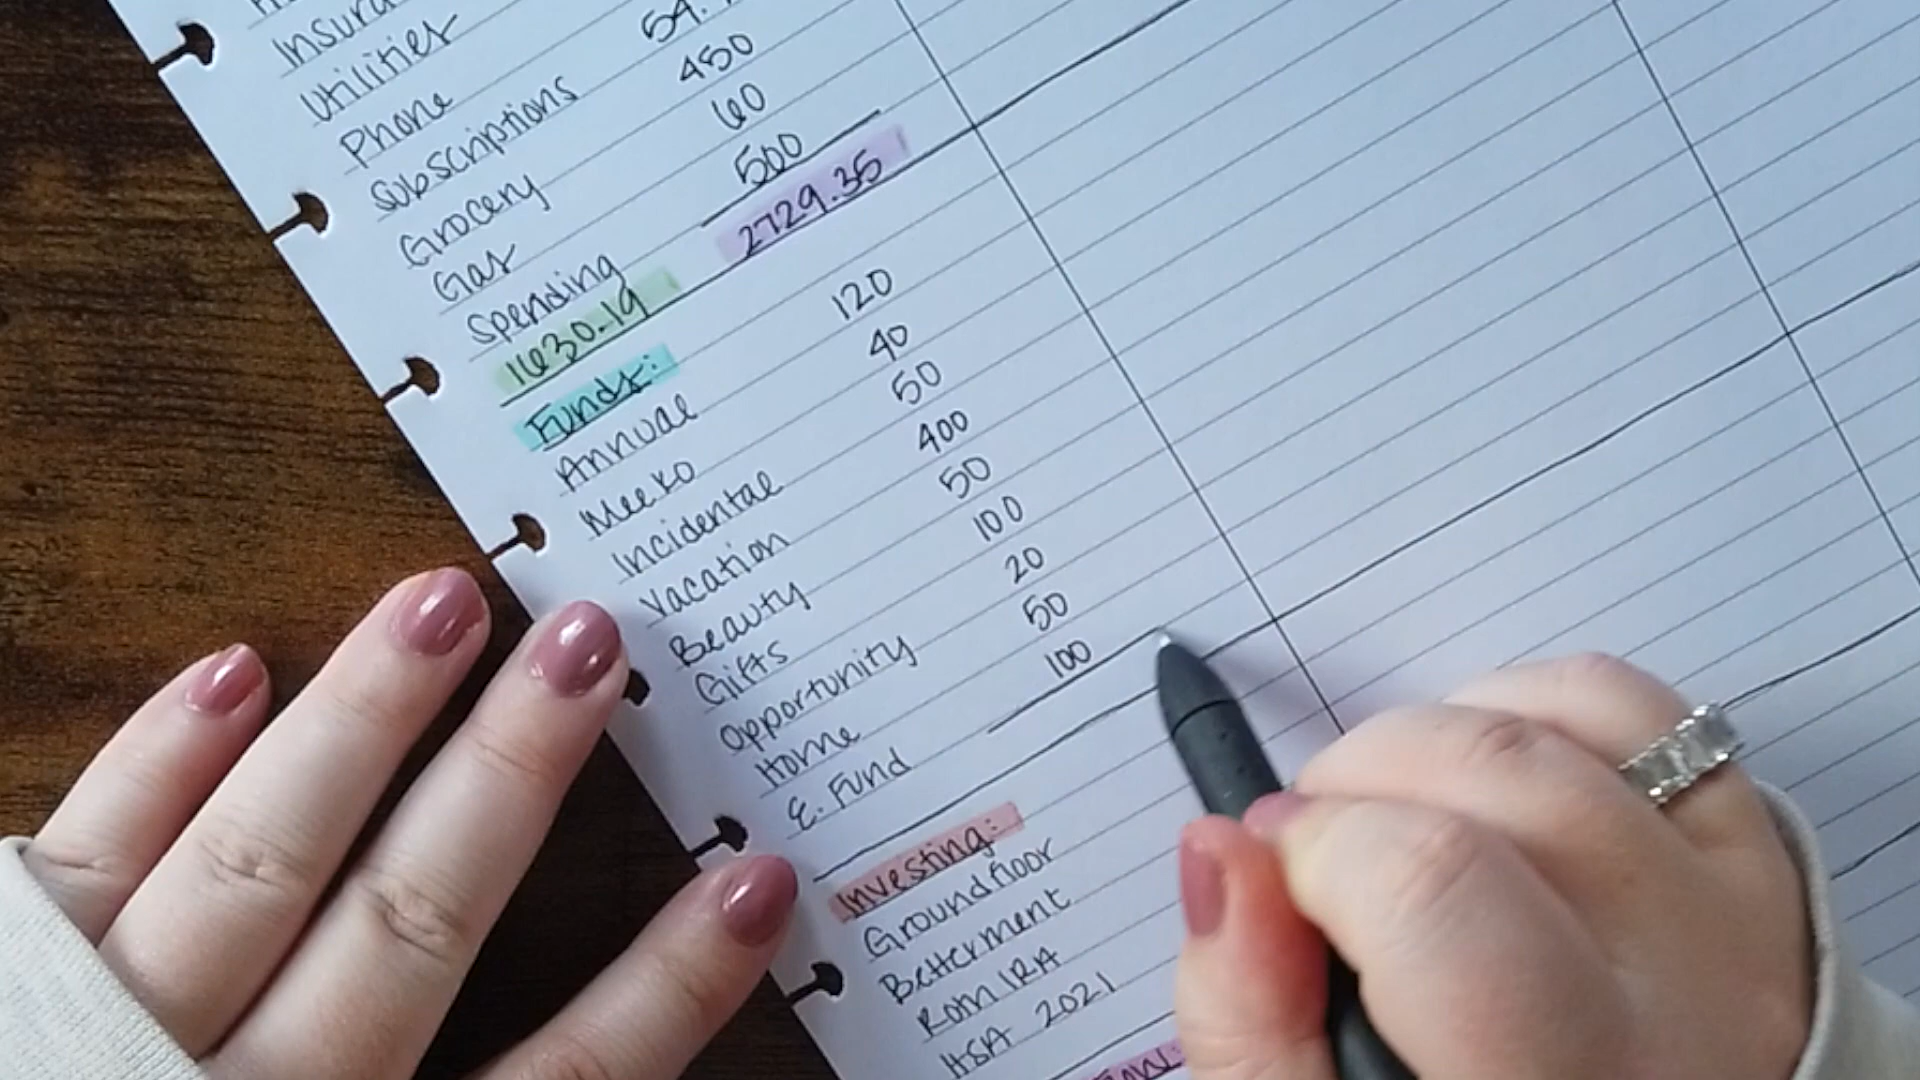 Utilities
Phone
Subscriptions
Grocery 450
Gas 60
Spending 500
1630.19 2729.35
Funds:
Annual 120
Meeko 40
Incidental 50
Vacation 400
Beauty 50
Gifts 100
Opportunity 20
Home 50
E. Fund 100
Investing:
Groundfloor
Betterment
Roth IRA
HSA 2021